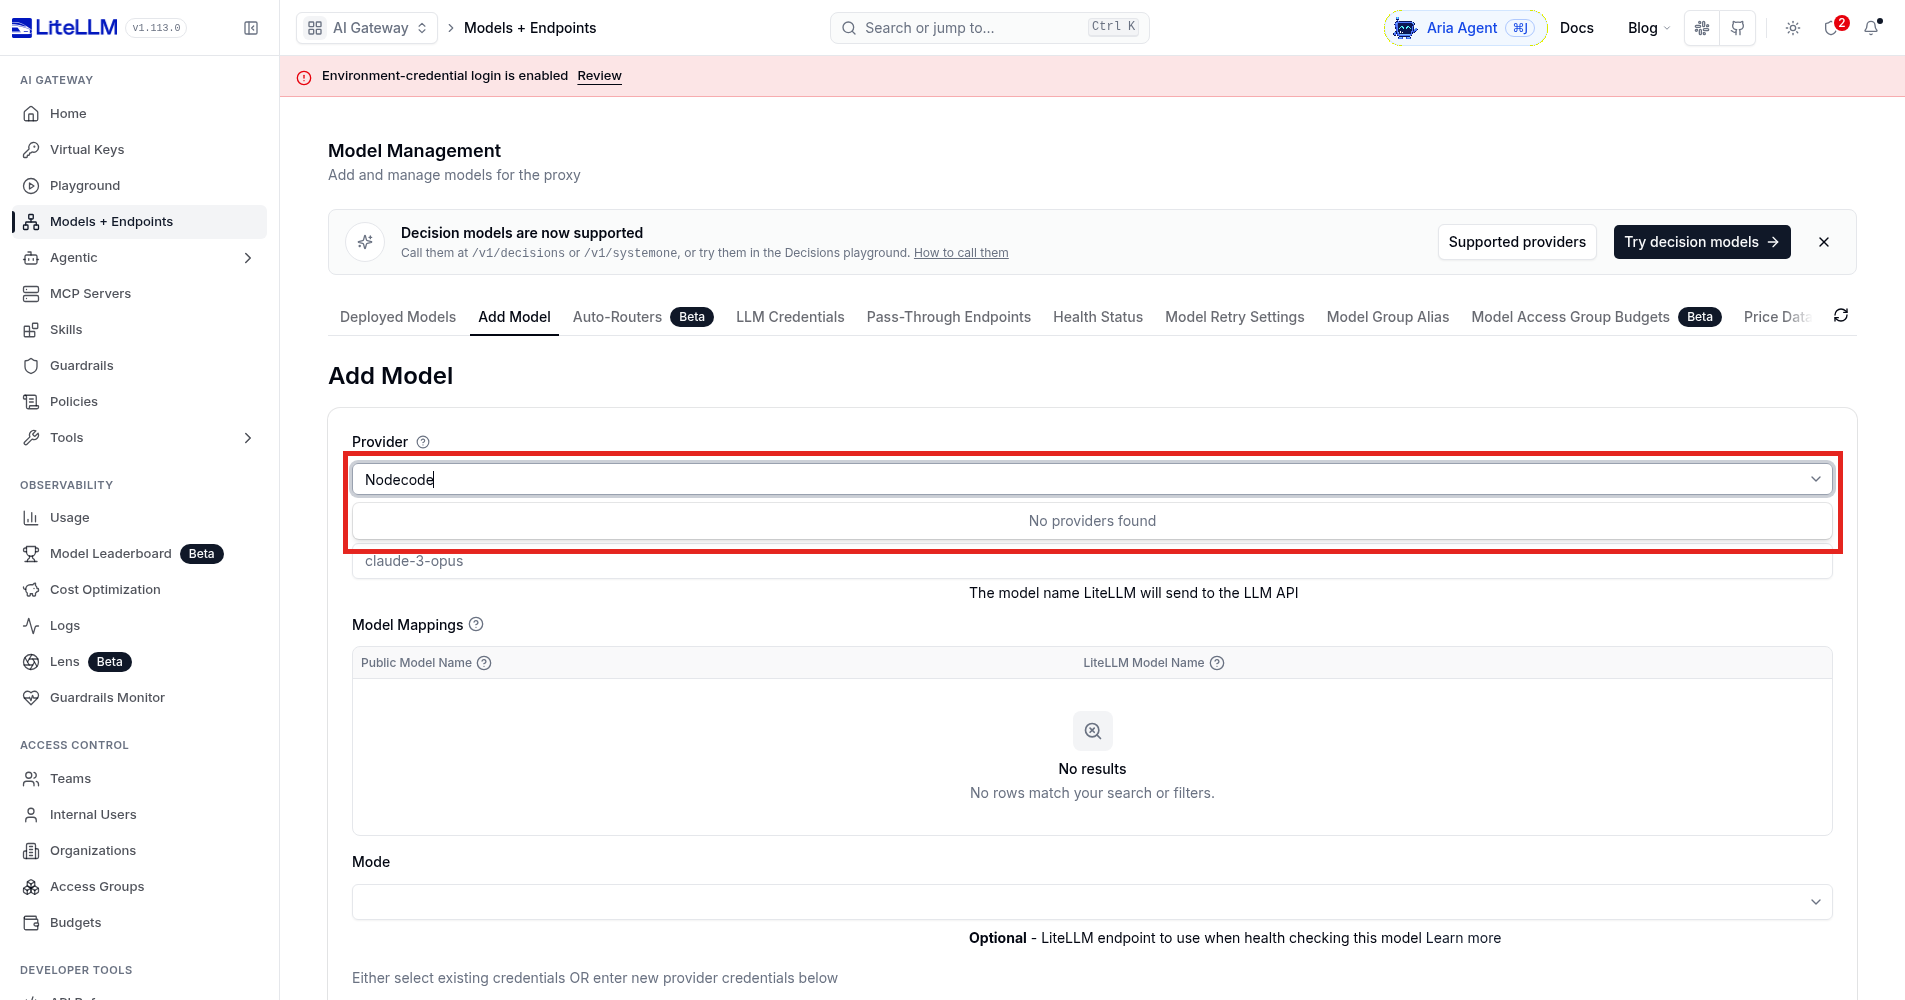 LiteLLM v1.113.0
AI Gateway
Models + Endpoints
Search or jump to...
Ctrl K
Aria Agent ⌘J
Docs
Blog
2
AI GATEWAY
Home
Virtual Keys
Playground
Models + Endpoints
Agentic
MCP Servers
Skills
Guardrails
Policies
Tools
OBSERVABILITY
Usage
Model Leaderboard Beta
Cost Optimization
Logs
Lens Beta
Guardrails Monitor
ACCESS CONTROL
Teams
Internal Users
Organizations
Access Groups
Budgets
DEVELOPER TOOLS
Environment-credential login is enabled Review
Model Management
Add and manage models for the proxy
Decision models are now supported
Call them at /v1/decisions or /v1/systemone, or try them in the Decisions playground. How to call them
Supported providers
Try decision models →
Deployed Models
Add Model
Auto-Routers Beta
LLM Credentials
Pass-Through Endpoints
Health Status
Model Retry Settings
Model Group Alias
Model Access Group Budgets Beta
Price Data
Add Model
Provider
Nodecode
No providers found
claude-3-opus
The model name LiteLLM will send to the LLM API
Model Mappings
Public Model Name
LiteLLM Model Name
No results
No rows match your search or filters.
Mode
Optional - LiteLLM endpoint to use when health checking this model Learn more
Either select existing credentials OR enter new provider credentials below